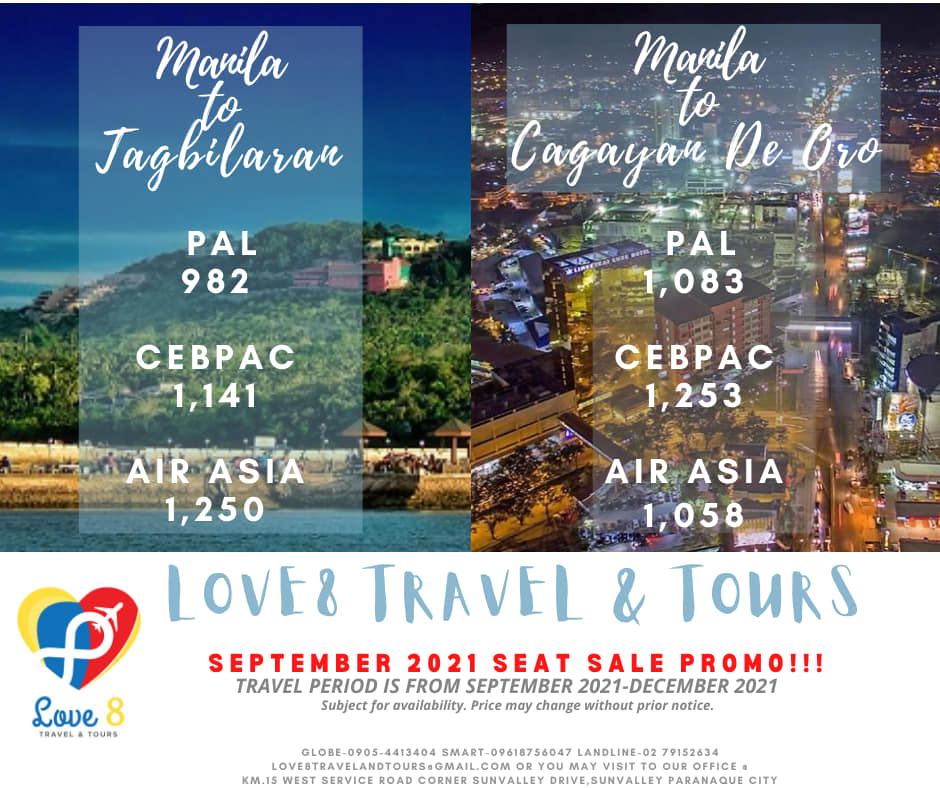 Manila
to
Tagbilaran
PAL
982
CEBPAC
1,141
AIR ASIA
1,250
Manila
to
Cagayan De Oro
LIMKETKAI LUXE HOTEL
PAL
1,083
CEBPAC
1,253
AIR ASIA
1,058
LOVE8 TRAVEL & TOURS
Love 8
TRAVEL & TOURS
SEPTEMBER 2021 SEAT SALE PROMO!!!
TRAVEL PERIOD IS FROM SEPTEMBER 2021-DECEMBER 2021
Subject for availability. Price may change without prior notice.
GLOBE-0905-4413404 SMART-09618756047 LANDLINE-02 79152634
LOVE8TRAVELANDTOURS@GMAIL.COM OR YOU MAY VISIT TO OUR OFFICE @
KM.15 WEST SERVICE ROAD CORNER SUNVALLEY DRIVE,SUNVALLEY PARANAQUE CITY